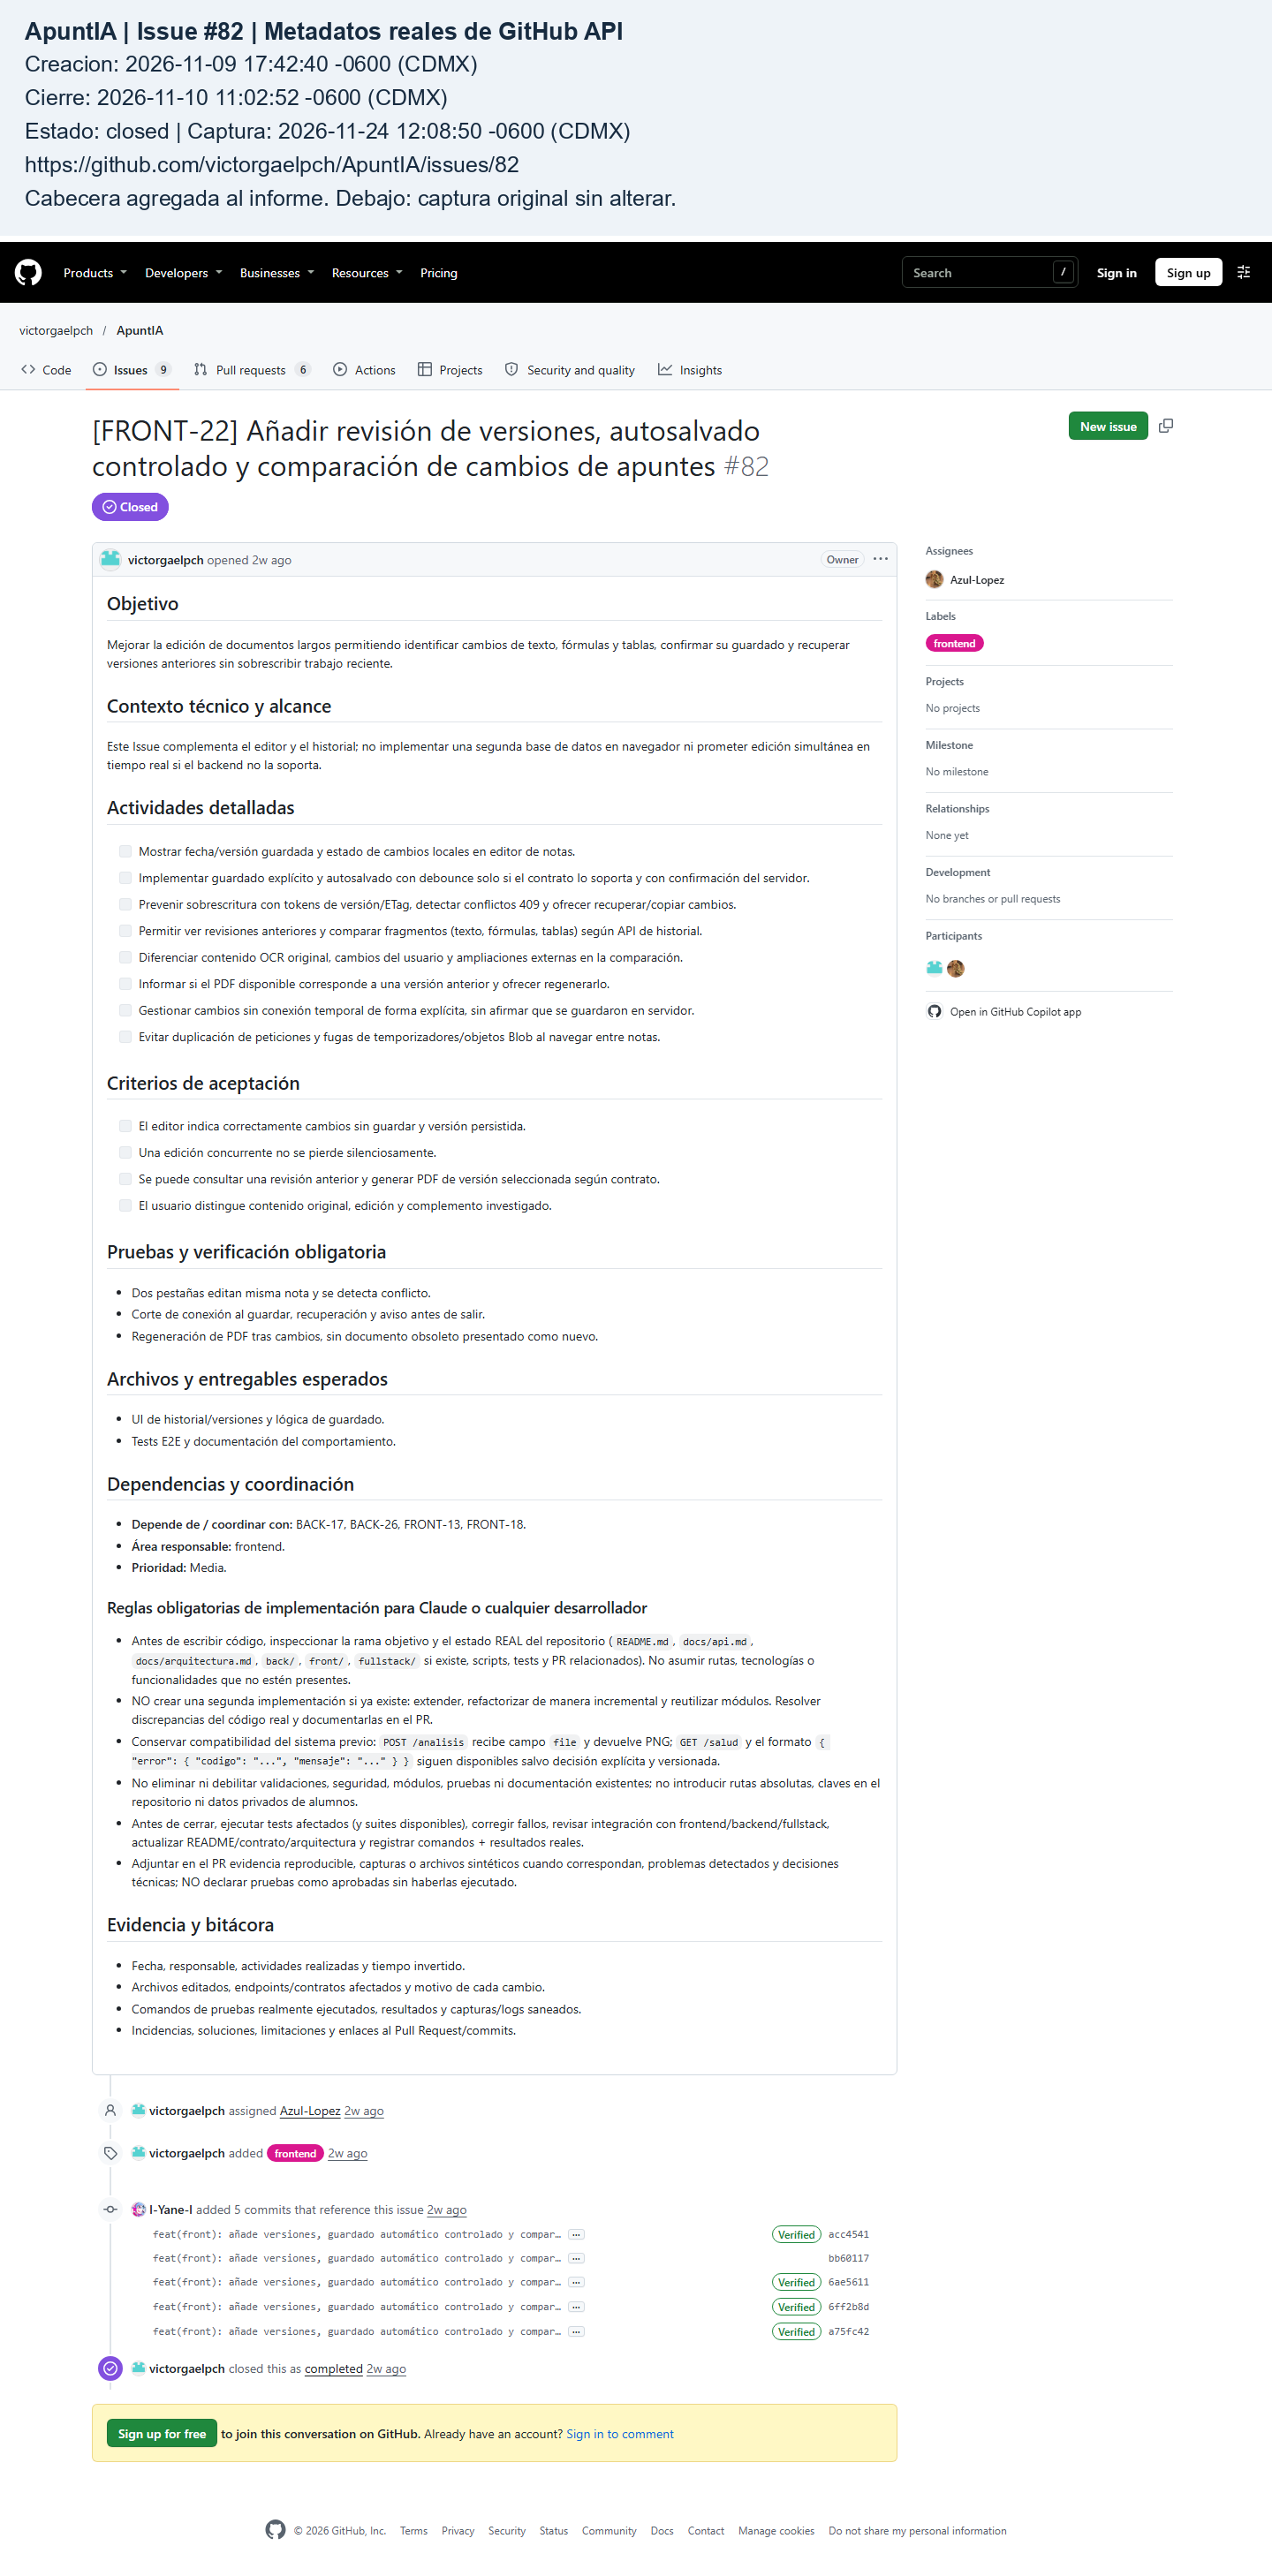 ApuntIA | Issue #82 | Metadatos reales de GitHub API
Creacion: 2026-11-09 17:42:40 -0600 (CDMX)
Cierre: 2026-11-10 11:02:52 -0600 (CDMX)
Estado: closed | Captura: 2026-11-24 12:08:50 -0600 (CDMX)
https://github.com/victorgaelpch/ApuntIA/issues/82
Cabecera agregada al informe. Debajo: captura original sin alterar.
Products Developers Businesses Resources Pricing Search / Sign in Sign up
victorgaelpch / ApuntIA
Code Issues 9 Pull requests 6 Actions Projects Security and quality Insights
[FRONT-22] Añadir revisión de versiones, autosalvado
controlado y comparación de cambios de apuntes #82
New issue
Closed
victorgaelpch opened 2w ago Owner
Objetivo
Mejorar la edición de documentos largos permitiendo identificar cambios de texto, fórmulas y tablas, confirmar su guardado y recuperar
versiones anteriores sin sobrescribir trabajo reciente.
Contexto técnico y alcance
Este Issue complementa el editor y el historial; no implementar una segunda base de datos en navegador ni prometer edición simultánea en
tiempo real si el backend no la soporta.
Actividades detalladas
Mostrar fecha/versión guardada y estado de cambios locales en editor de notas.
Implementar guardado explícito y autosalvado con debounce solo si el contrato lo soporta y con confirmación del servidor.
Prevenir sobrescritura con tokens de versión/ETag, detectar conflictos 409 y ofrecer recuperar/copiar cambios.
Permitir ver revisiones anteriores y comparar fragmentos (texto, fórmulas, tablas) según API de historial.
Diferenciar contenido OCR original, cambios del usuario y ampliaciones externas en la comparación.
Informar si el PDF disponible corresponde a una versión anterior y ofrecer regenerarlo.
Gestionar cambios sin conexión temporal de forma explícita, sin afirmar que se guardaron en servidor.
Evitar duplicación de peticiones y fugas de temporizadores/objetos Blob al navegar entre notas.
Criterios de aceptación
El editor indica correctamente cambios sin guardar y versión persistida.
Una edición concurrente no se pierde silenciosamente.
Se puede consultar una revisión anterior y generar PDF de versión seleccionada según contrato.
El usuario distingue contenido original, edición y complemento investigado.
Pruebas y verificación obligatoria
Dos pestañas editan misma nota y se detecta conflicto.
Corte de conexión al guardar, recuperación y aviso antes de salir.
Regeneración de PDF tras cambios, sin documento obsoleto presentado como nuevo.
Archivos y entregables esperados
UI de historial/versiones y lógica de guardado.
Tests E2E y documentación del comportamiento.
Dependencias y coordinación
Depende de / coordinar con: BACK-17, BACK-26, FRONT-13, FRONT-18.
Área responsable: frontend.
Prioridad: Media.
Reglas obligatorias de implementación para Claude o cualquier desarrollador
Antes de escribir código, inspeccionar la rama objetivo y el estado REAL del repositorio ( README.md , docs/api.md ,
docs/arquitectura.md , back/ , front/ , fullstack/ si existe, scripts, tests y PR relacionados). No asumir rutas, tecnologías o
funcionalidades que no estén presentes.
NO crear una segunda implementación si ya existe: extender, refactorizar de manera incremental y reutilizar módulos. Resolver
discrepancias del código real y documentarlas en el PR.
Conservar compatibilidad del sistema previo: POST /analisis recibe campo file y devuelve PNG; GET /salud y el formato {
"error": { "codigo": "...", "mensaje": "..." } } siguen disponibles salvo decisión explícita y versionada.
No eliminar ni debilitar validaciones, seguridad, módulos, pruebas ni documentación existentes; no introducir rutas absolutas, claves en el
repositorio ni datos privados de alumnos.
Antes de cerrar, ejecutar tests afectados (y suites disponibles), corregir fallos, revisar integración con frontend/backend/fullstack,
actualizar README/contrato/arquitectura y registrar comandos + resultados reales.
Adjuntar en el PR evidencia reproducible, capturas o archivos sintéticos cuando correspondan, problemas detectados y decisiones
técnicas; NO declarar pruebas como aprobadas sin haberlas ejecutado.
Evidencia y bitácora
Fecha, responsable, actividades realizadas y tiempo invertido.
Archivos editados, endpoints/contratos afectados y motivo de cada cambio.
Comandos de pruebas realmente ejecutados, resultados y capturas/logs saneados.
Incidencias, soluciones, limitaciones y enlaces al Pull Request/commits.
Assignees
Azul-Lopez
Labels
frontend
Projects
No projects
Milestone
No milestone
Relationships
None yet
Development
No branches or pull requests
Participants
Open in GitHub Copilot app
victorgaelpch assigned Azul-Lopez 2w ago
victorgaelpch added frontend 2w ago
I-Yane-I added 5 commits that reference this issue 2w ago
feat(front): añade versiones, guardado automático controlado y compar… ... Verified acc4541
feat(front): añade versiones, guardado automático controlado y compar… ... bb60117
feat(front): añade versiones, guardado automático controlado y compar… ... Verified 6ae5611
feat(front): añade versiones, guardado automático controlado y compar… ... Verified 6ff2b8d
feat(front): añade versiones, guardado automático controlado y compar… ... Verified a75fc42
victorgaelpch closed this as completed 2w ago
Sign up for free to join this conversation on GitHub. Already have an account? Sign in to comment
© 2026 GitHub, Inc. Terms Privacy Security Status Community Docs Contact Manage cookies Do not share my personal information